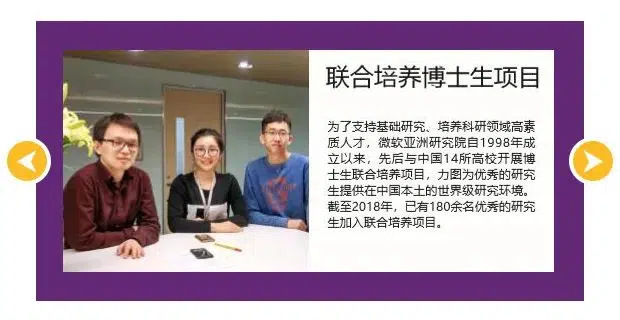 联合培养博士生项目
为了支持基础研究、培养科研领域高素
质人才，微软亚洲研究院自1998年成
立以来，先后与中国14所高校开展博
士生联合培养项目，力图为优秀的研究
生提供在中国本土的世界级研究环境。
截至2018年，已有180余名优秀的研究
生加入联合培养项目。